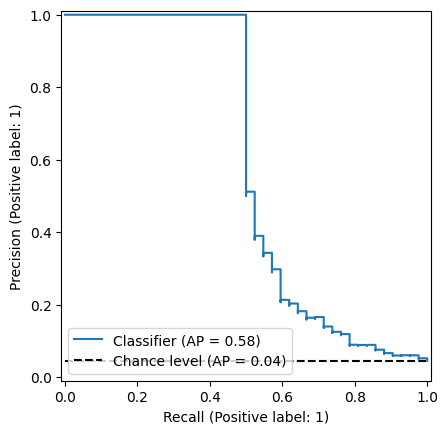 1.0
0.8
0.6
0.4
0.2
0.0
Precision (Positive label: 1)
Classifier (AP = 0.58)
Chance level (AP = 0.04)
0.0 0.2 0.4 0.6 0.8 1.0
Recall (Positive label: 1)